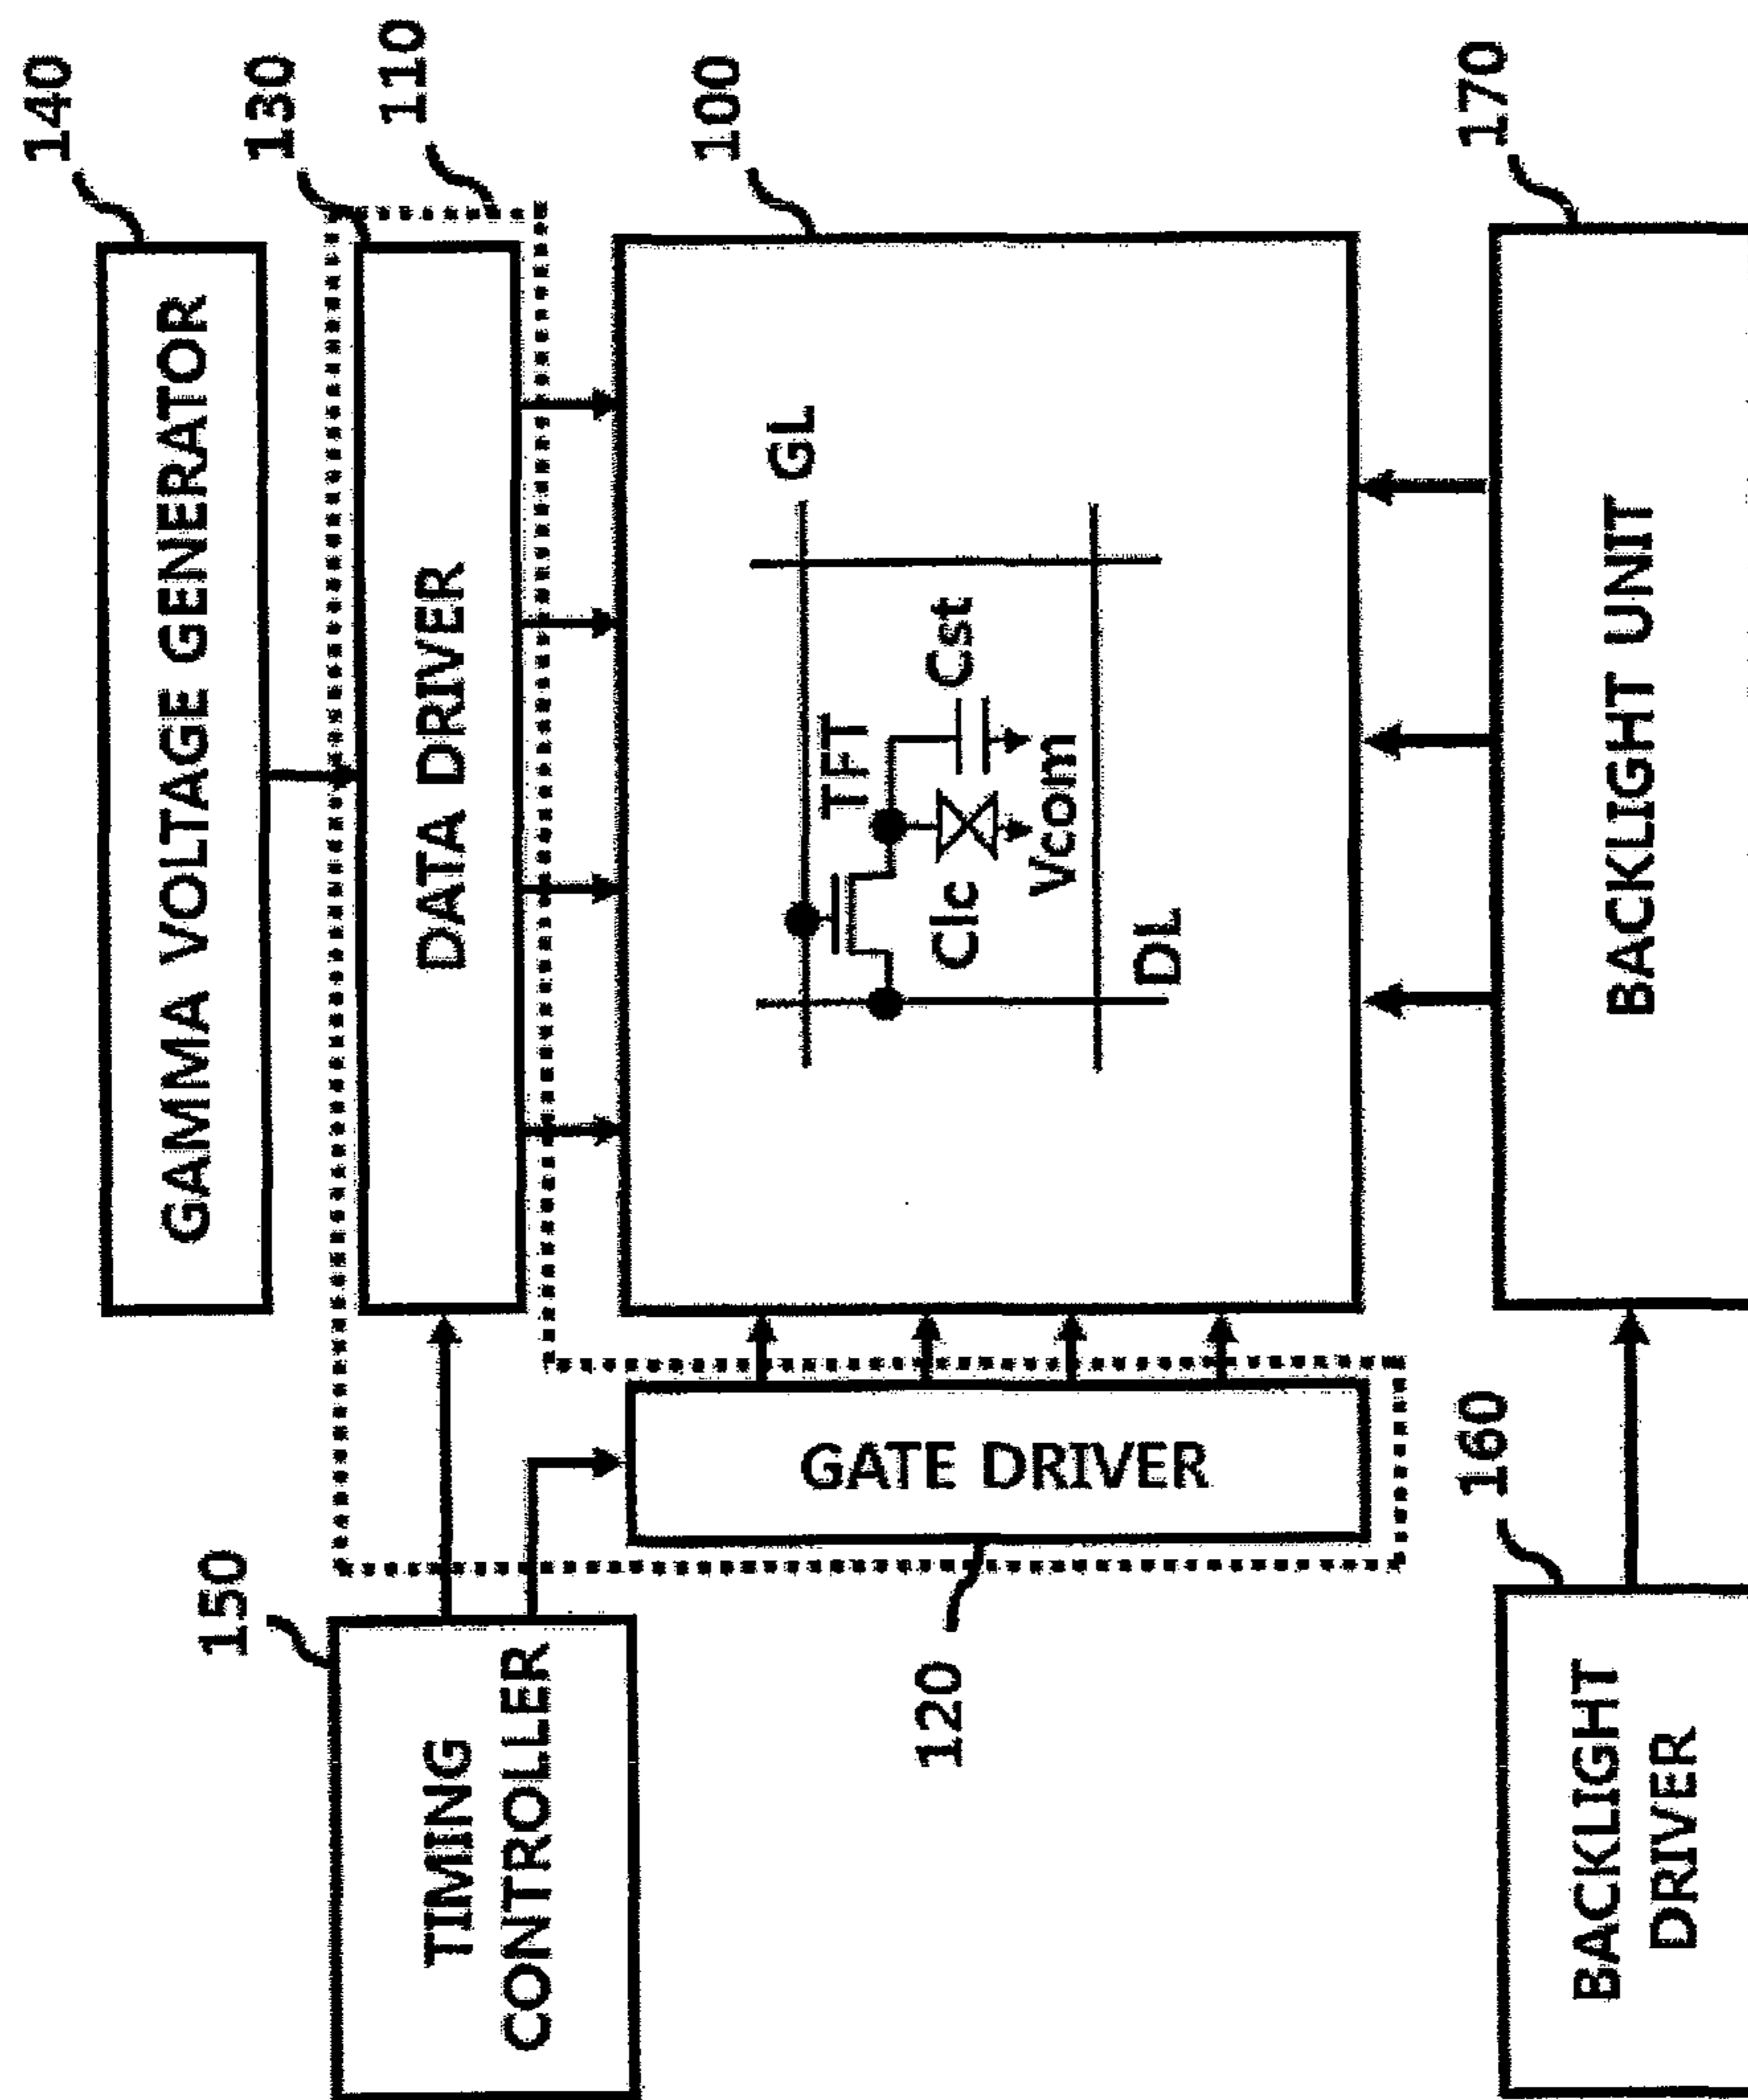 140
GAMMA VOLTAGE GENERATOR
130
110
DATA DRIVER
150
TIMING
CONTROLLER
100
GL
TFT
Cst
Clc
Vcom
DL
GATE DRIVER
120
160
BACKLIGHT
DRIVER
170
BACKLIGHT UNIT